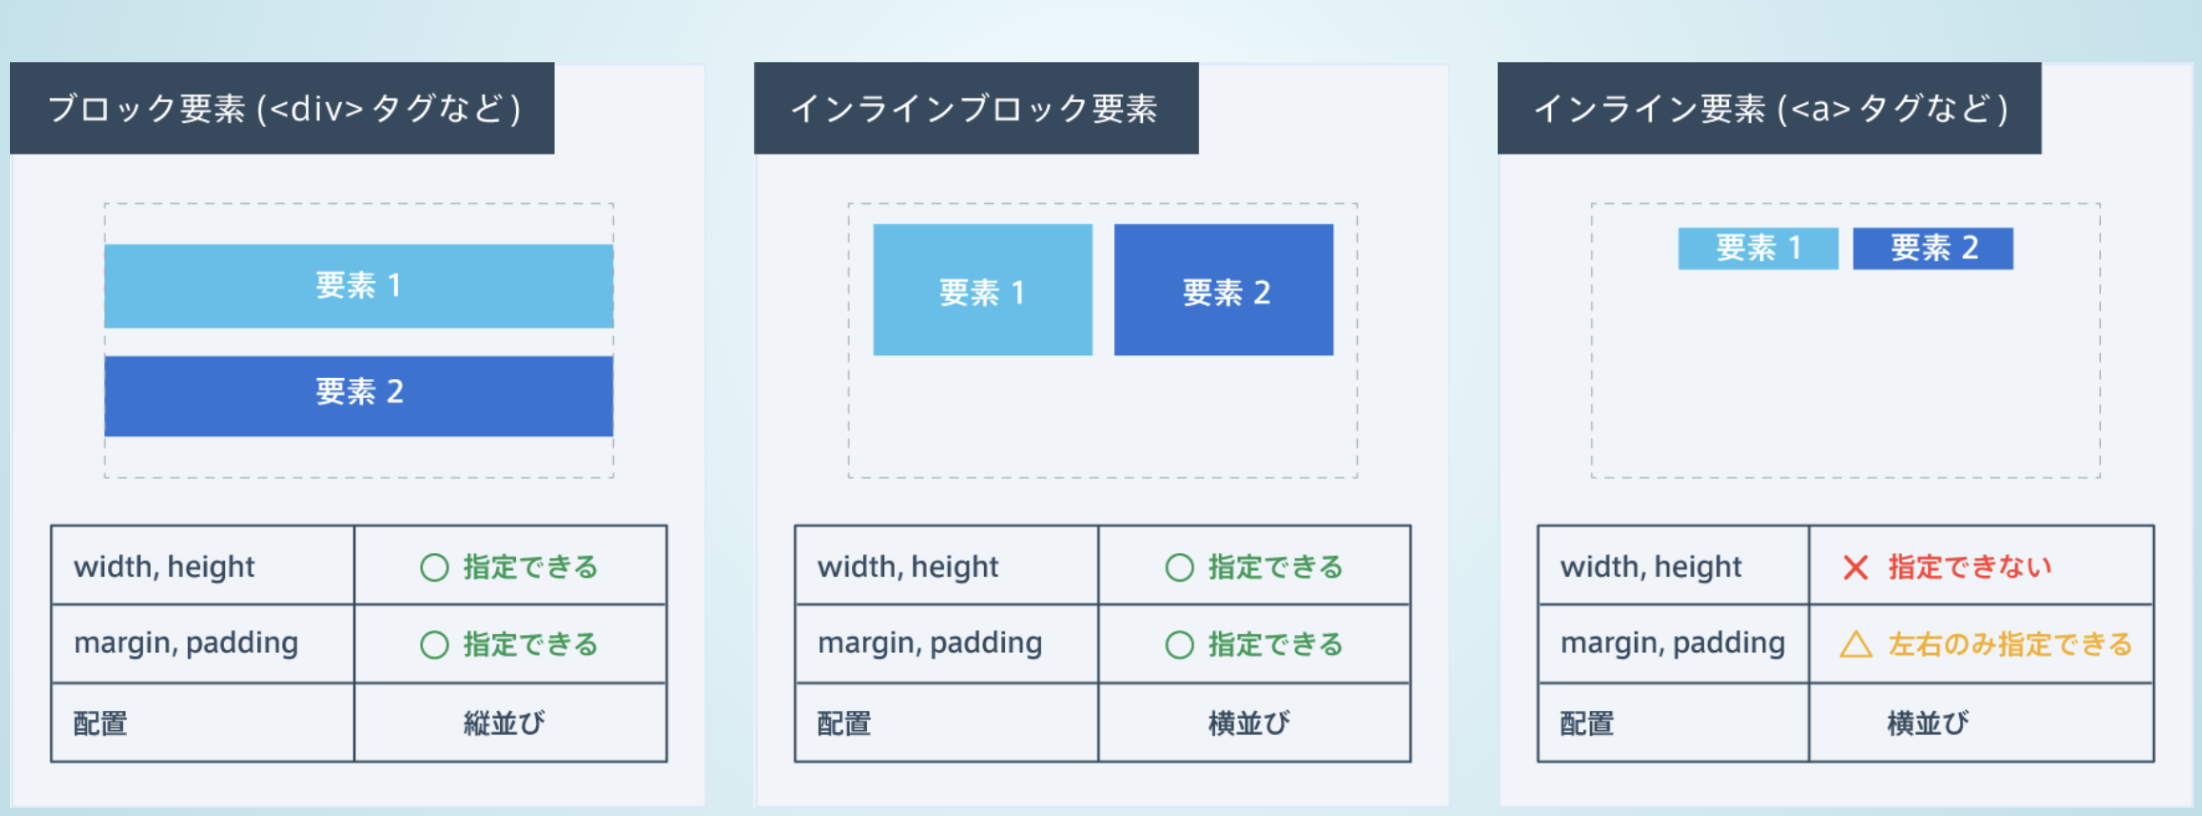 ブロック要素 (<div> タグなど)
要素 1
要素 2
width, height ○ 指定できる
margin, padding ○ 指定できる
配置 縦並び
インラインブロック要素
要素 1 要素 2
width, height ○ 指定できる
margin, padding ○ 指定できる
配置 横並び
インライン要素 (<a> タグなど)
要素 1 要素 2
width, height × 指定できない
margin, padding △ 左右のみ指定できる
配置 横並び